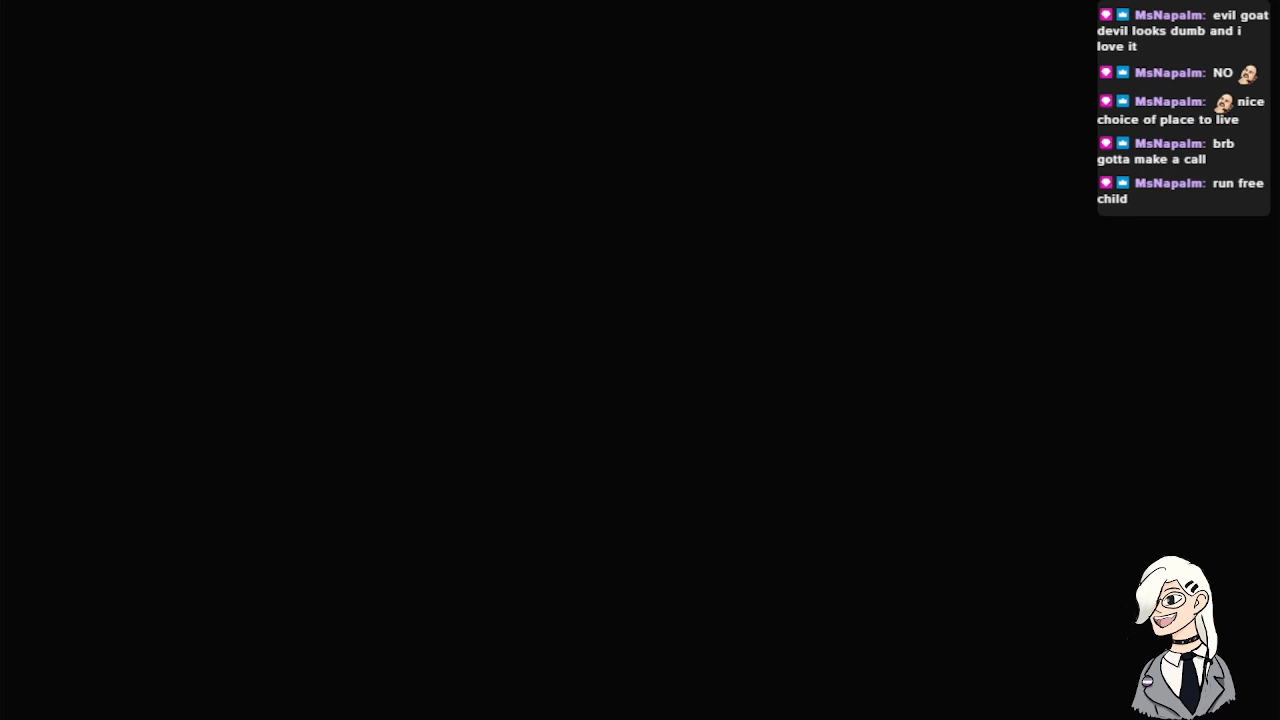 MsNapalm: evil goat
devil looks dumb and i
love it
MsNapalm: NO
MsNapalm: nice
choice of place to live
MsNapalm: brb
gotta make a call
MsNapalm: run free
child